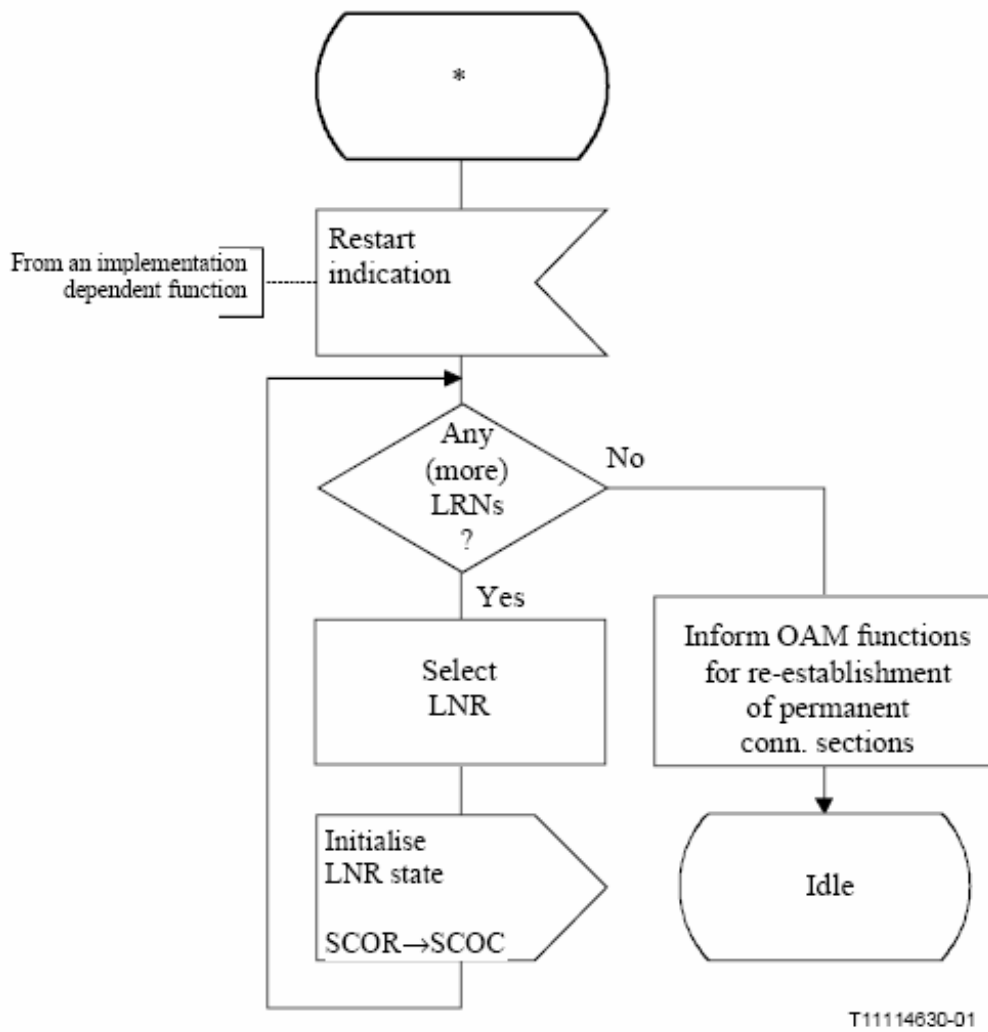 *
Restart
indication
From an implementation
dependent function
Any
(more)
LRNs
?
No
Yes
Select
LNR
Inform OAM functions
for re-establishment
of permanent
conn. sections
Initialise
LNR state
SCOR→SCOC
Idle
T11114630-01